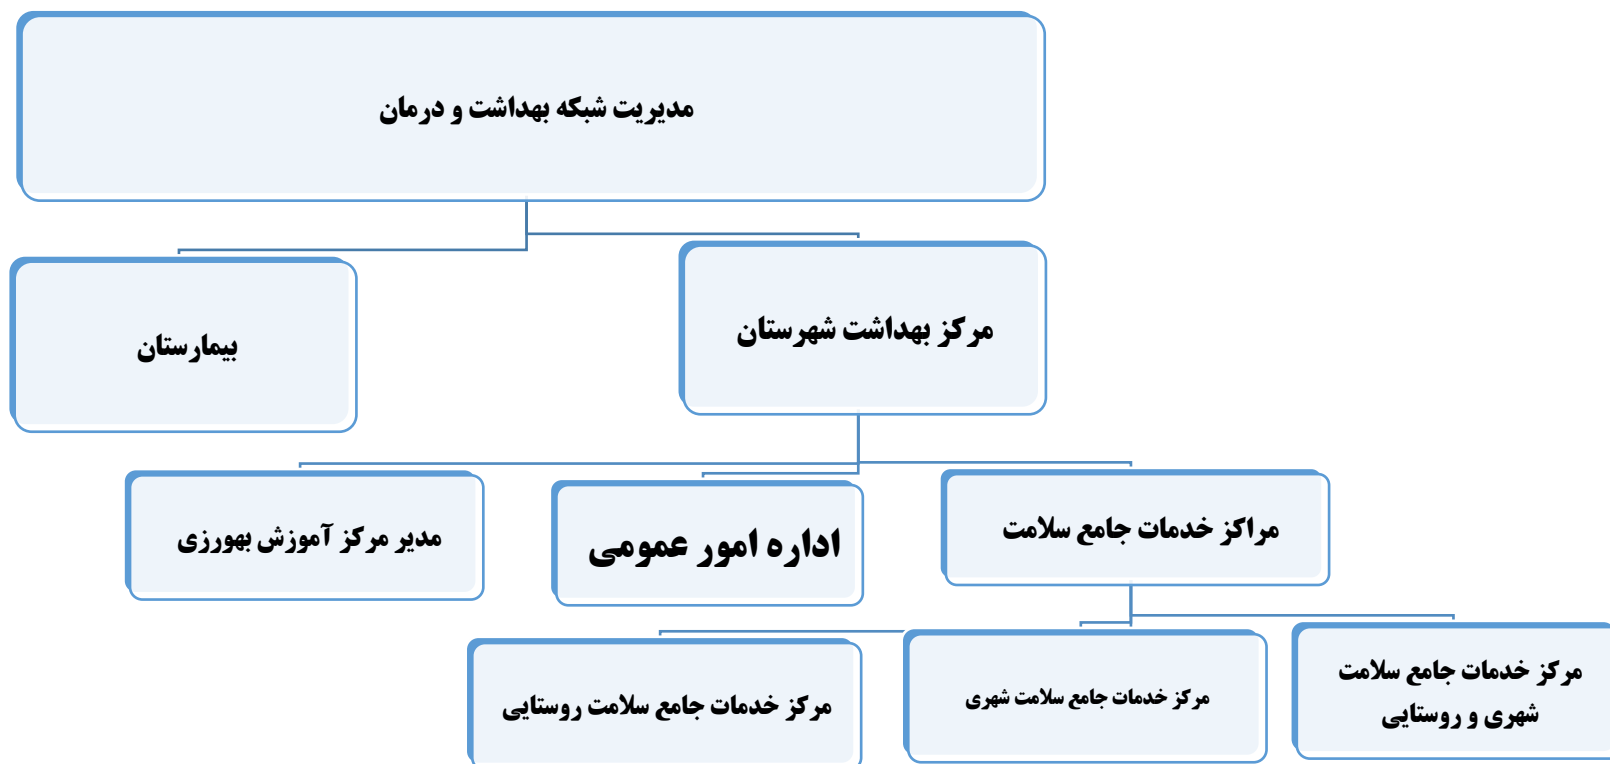 مدیریت شبکه بهداشت و درمان
مرکز بهداشت شهرستان
بیمارستان
مراکز خدمات جامع سلامت
اداره امور عمومی
مدیر مرکز آموزش بهورزی
مرکز خدمات جامع سلامت
شهری و روستایی
مرکز خدمات جامع سلامت شهری
مرکز خدمات جامع سلامت روستایی